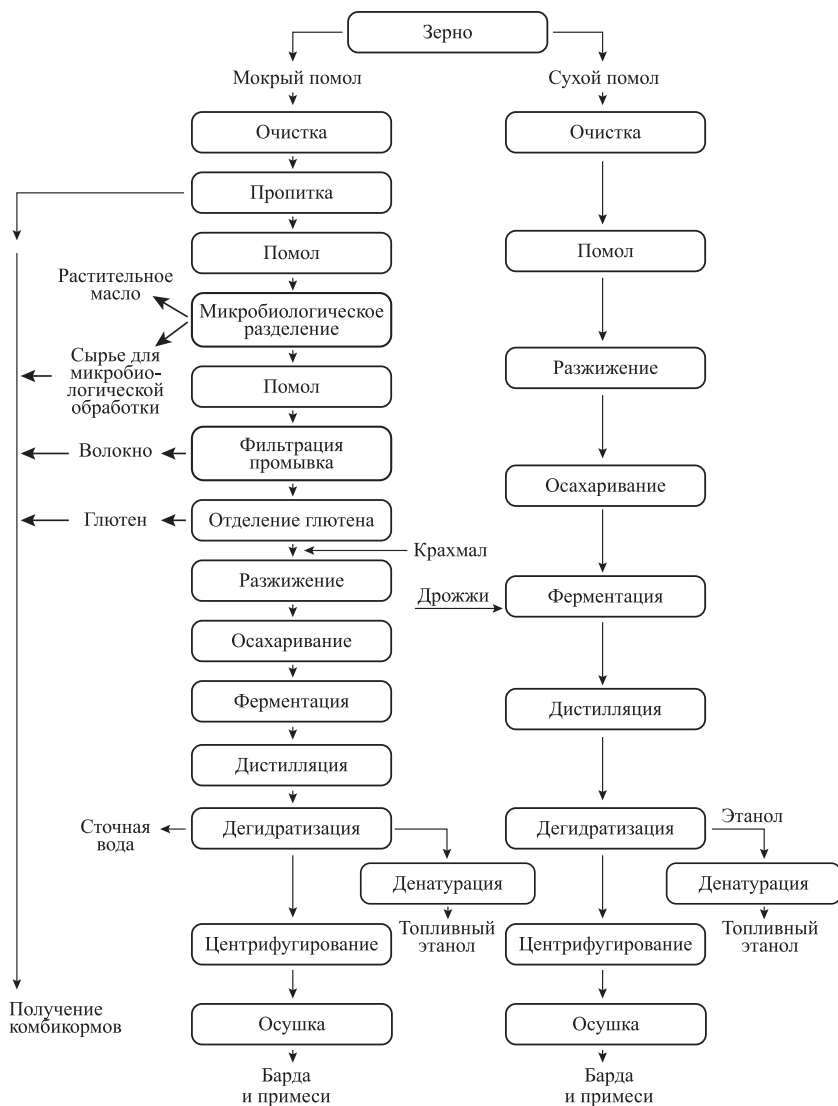 Зерно
Мокрый помол
Сухой помол
Очистка
Очистка
Пропитка
Помол
Помол
Растительное
масло
Микробиологическое
разделение
Сырье для
микробио-
логической
обработки
Помол
Разжижение
Волокно
Фильтрация
промывка
Осахаривание
Глютен
Отделение глютена
Крахмал
Разжижение
Дрожжи
Ферментация
Осахаривание
Ферментация
Дистилляция
Дистилляция
Сточная
вода
Дегидратизация
Дегидратизация
Этанол
Денатурация
Денатурация
Топливный
этанол
Топливный
этанол
Центрифугирование
Центрифугирование
Получение
комбикормов
Осушка
Осушка
Барда
и примеси
Барда
и примеси